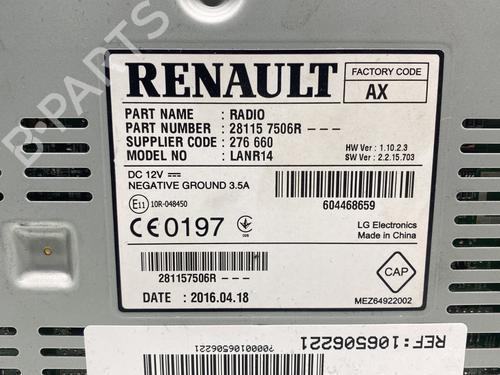 RENAULT
FACTORY CODE
AX
PART NAME : RADIO
PART NUMBER : 28115 7506R - - -
SUPPLIER CODE : 276 660
MODEL NO : LANR14
HW Ver : 1.10.2.3
SW Ver : 2.2.15.703
DC 12V
NEGATIVE GROUND 3.5A
E11 10R-048450
604468659
CE0197
LG Electronics
Made in China
281157506R - - -
CAP
DATE : 2016.04.18
MEZ64922002
REF:106506221
?0000106506221
B-PARTS